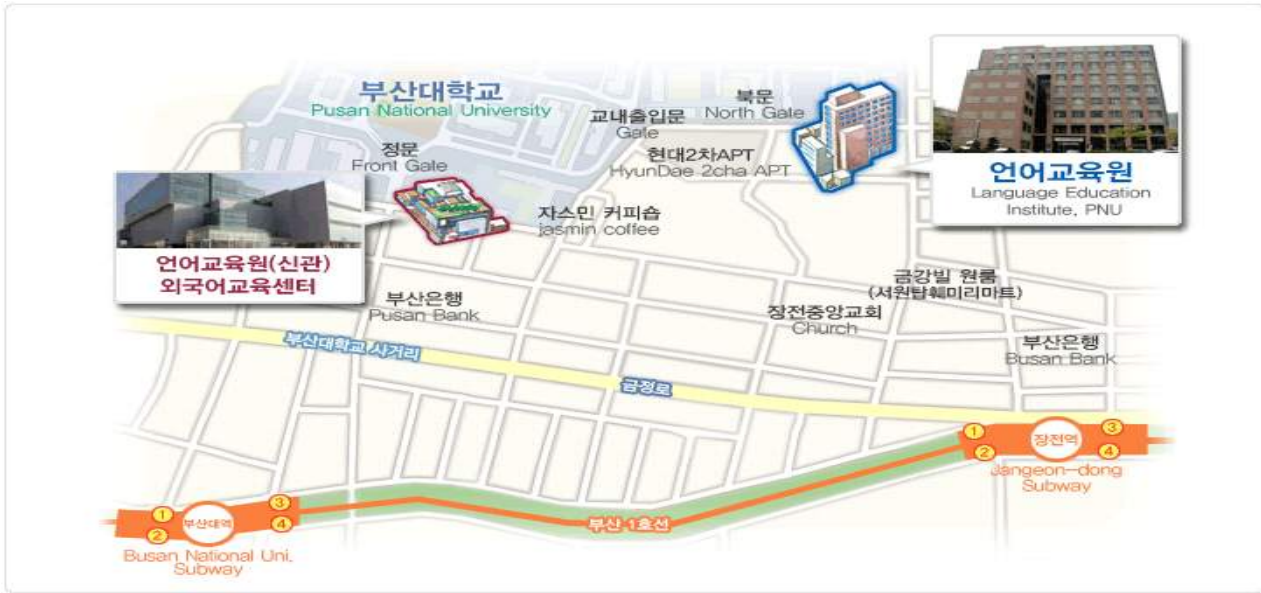 부산대학교
Pusan National University
북문
North Gate
교내출입문
Gate
정문
Front Gate
현대2차APT
HyunDae 2cha APT
언어교육원
Language Education
Institute, PNU
자스민 커피숍
jasmin coffee
언어교육원(신관)
외국어교육센터
부산은행
Pusan Bank
금강빌 원룸
(서원탑훼미리마트)
장전중앙교회
Church
부산은행
Busan Bank
부산대학교 사거리
금정로
1
2
장전역
3
4
Jangeon-dong
Subway
1
2
부산대역
3
4
부산 1호선
Busan National Uni.
Subway